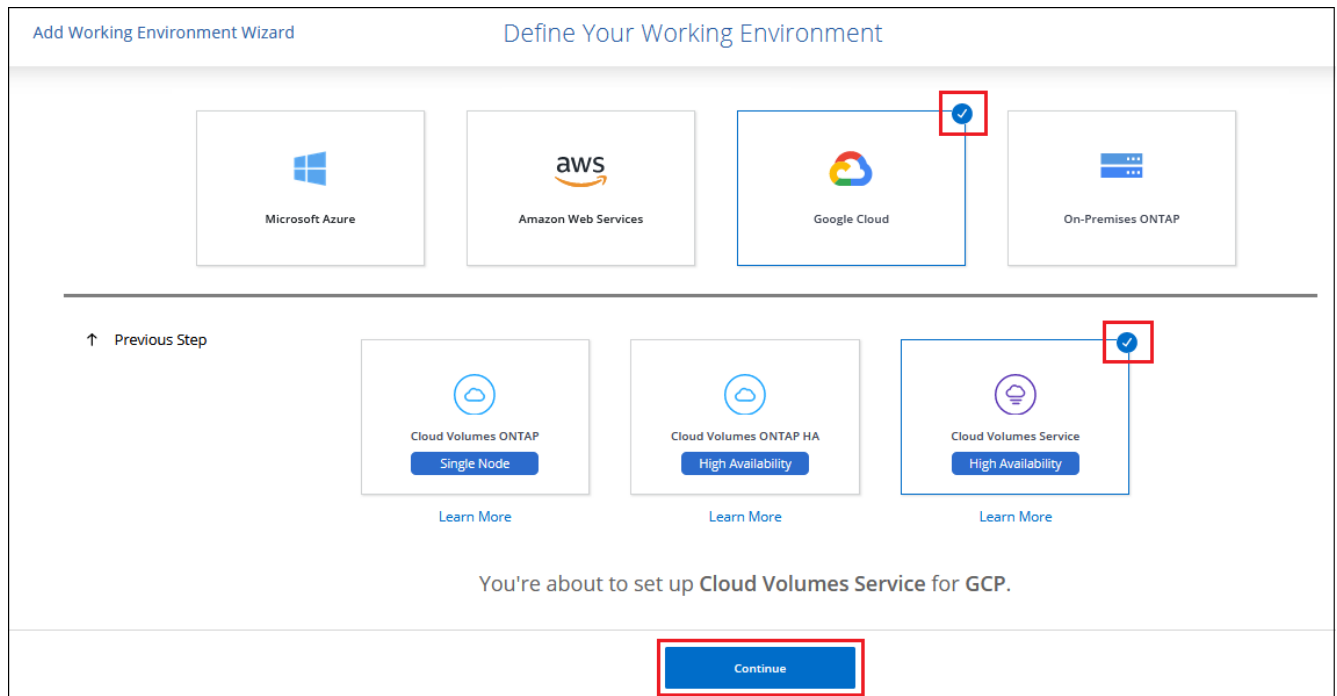 Add Working Environment Wizard
Define Your Working Environment
aws
Microsoft Azure
Amazon Web Services
Google Cloud
On-Premises ONTAP
↑ Previous Step
Cloud Volumes ONTAP
Single Node
Cloud Volumes ONTAP HA
High Availability
Cloud Volumes Service
High Availability
Learn More
Learn More
Learn More
You're about to set up Cloud Volumes Service for GCP.
Continue